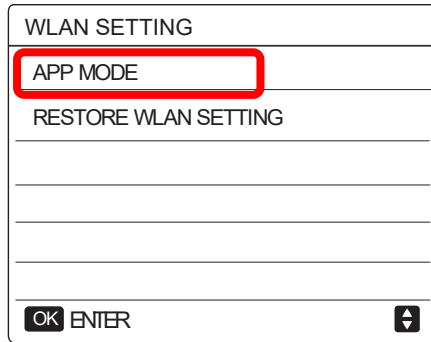 WLAN SETTING
APP MODE
RESTORE WLAN SETTING
OK ENTER